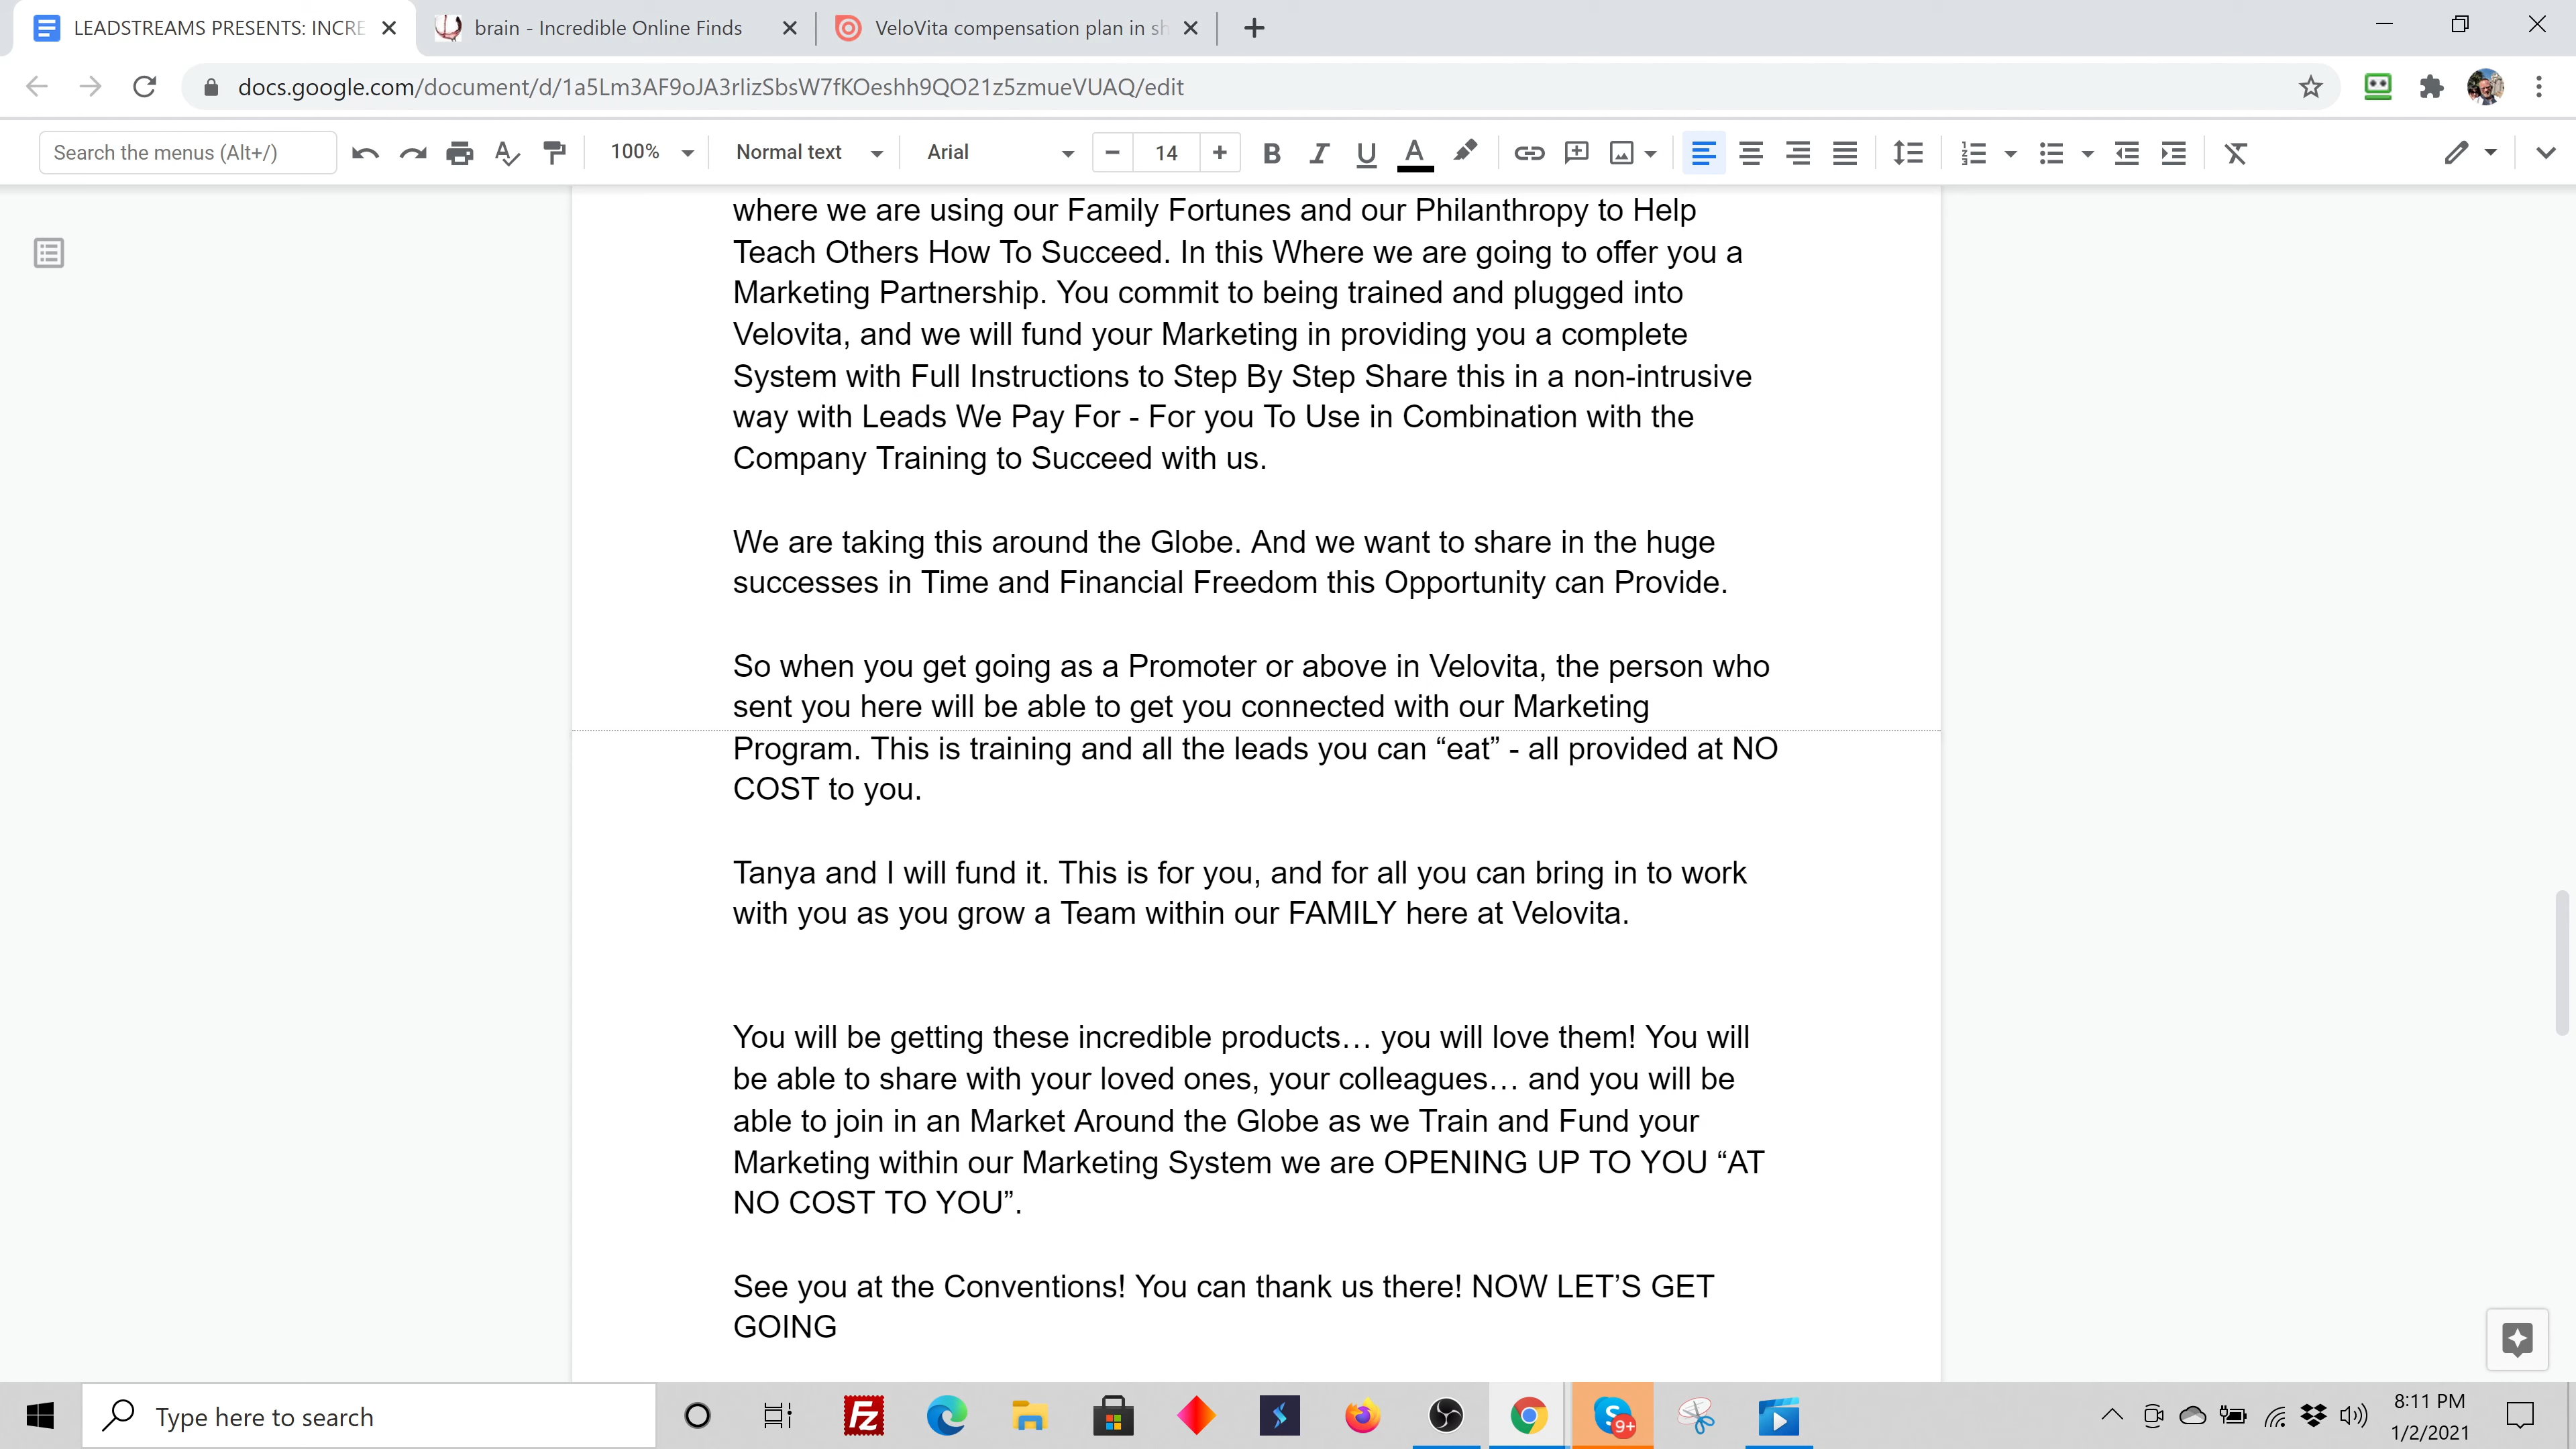 LEADSTREAMS PRESENTS: INCRE
brain - Incredible Online Finds
VeloVita compensation plan in sh
docs.google.com/document/d/1a5Lm3AF9oJA3rIizSbsW7fKOeshh9QO21z5zmueVUAQ/edit
Search the menus (Alt+/)
100%
Normal text
Arial
14
where we are using our Family Fortunes and our Philanthropy to Help
Teach Others How To Succeed. In this Where we are going to offer you a
Marketing Partnership. You commit to being trained and plugged into
Velovita, and we will fund your Marketing in providing you a complete
System with Full Instructions to Step By Step Share this in a non-intrusive
way with Leads We Pay For - For you To Use in Combination with the
Company Training to Succeed with us.
We are taking this around the Globe. And we want to share in the huge
successes in Time and Financial Freedom this Opportunity can Provide.
So when you get going as a Promoter or above in Velovita, the person who
sent you here will be able to get you connected with our Marketing
Program. This is training and all the leads you can “eat” - all provided at NO
COST to you.
Tanya and I will fund it. This is for you, and for all you can bring in to work
with you as you grow a Team within our FAMILY here at Velovita.
You will be getting these incredible products… you will love them! You will
be able to share with your loved ones, your colleagues… and you will be
able to join in an Market Around the Globe as we Train and Fund your
Marketing within our Marketing System we are OPENING UP TO YOU “AT
NO COST TO YOU”.
See you at the Conventions! You can thank us there! NOW LET’S GET
GOING
Type here to search
9+
8:11 PM
1/2/2021